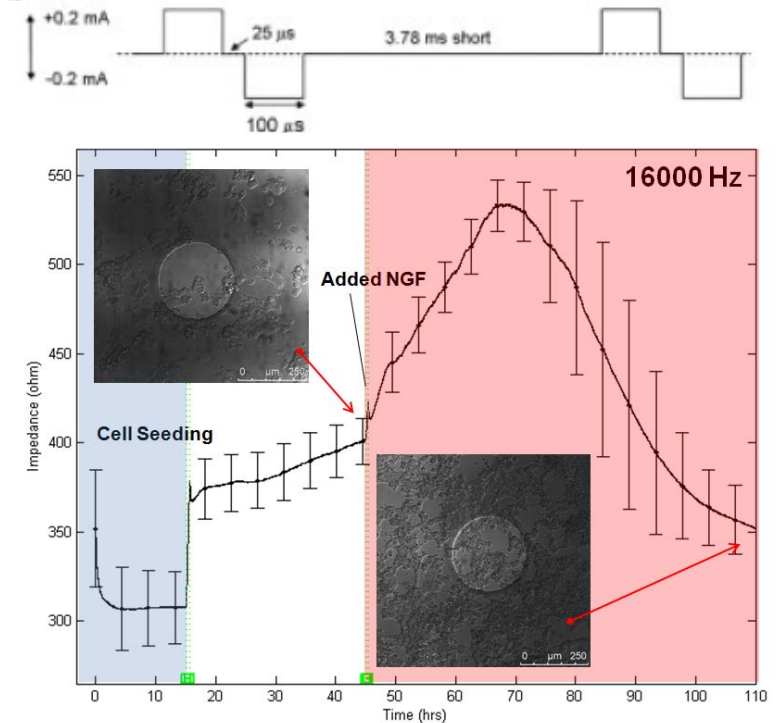 +0.2 mA
25 µs
3.78 ms short
-0.2 mA
100 µs
16000 Hz
550
500
450
400
350
300
Impedance (ohm)
Added NGF
Cell Seeding
0 µm 250
0 µm 250
0 10 20 30 40 50 60 70 80 90 100 110
Time (hrs)